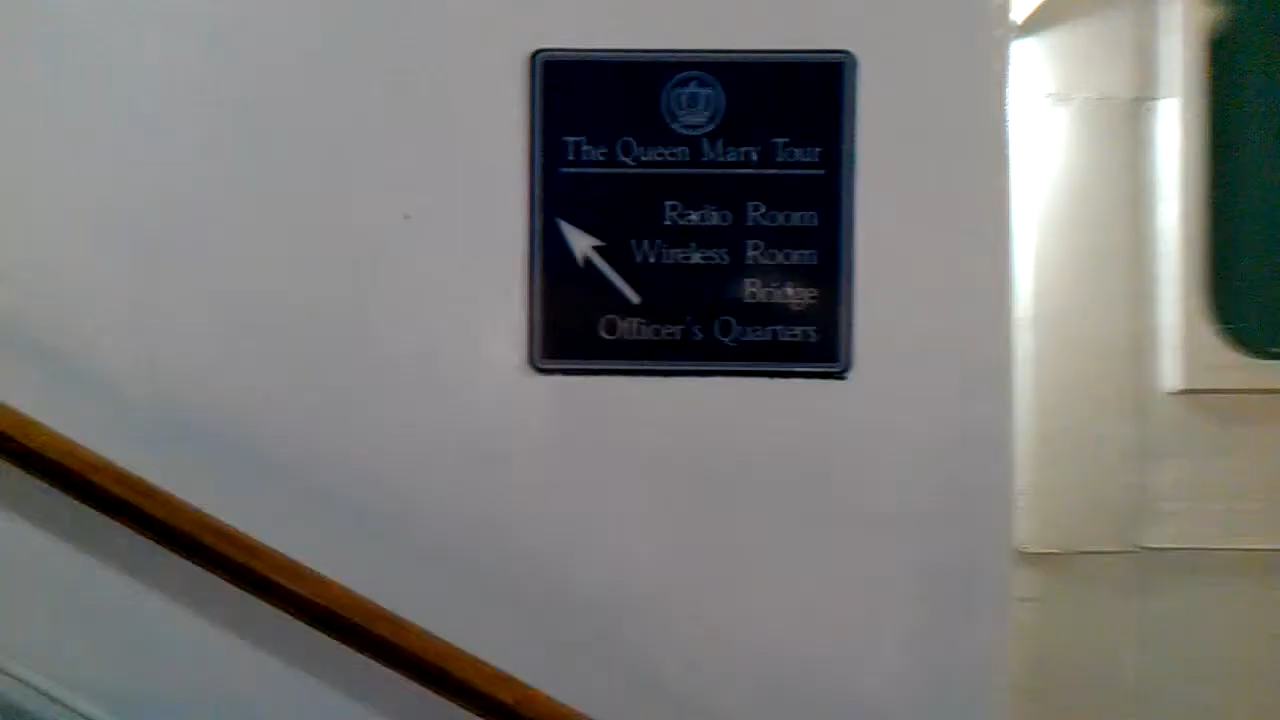 The Queen Mary Tour
Radio Room
Wireless Room
Bridge
Officer's Quarters